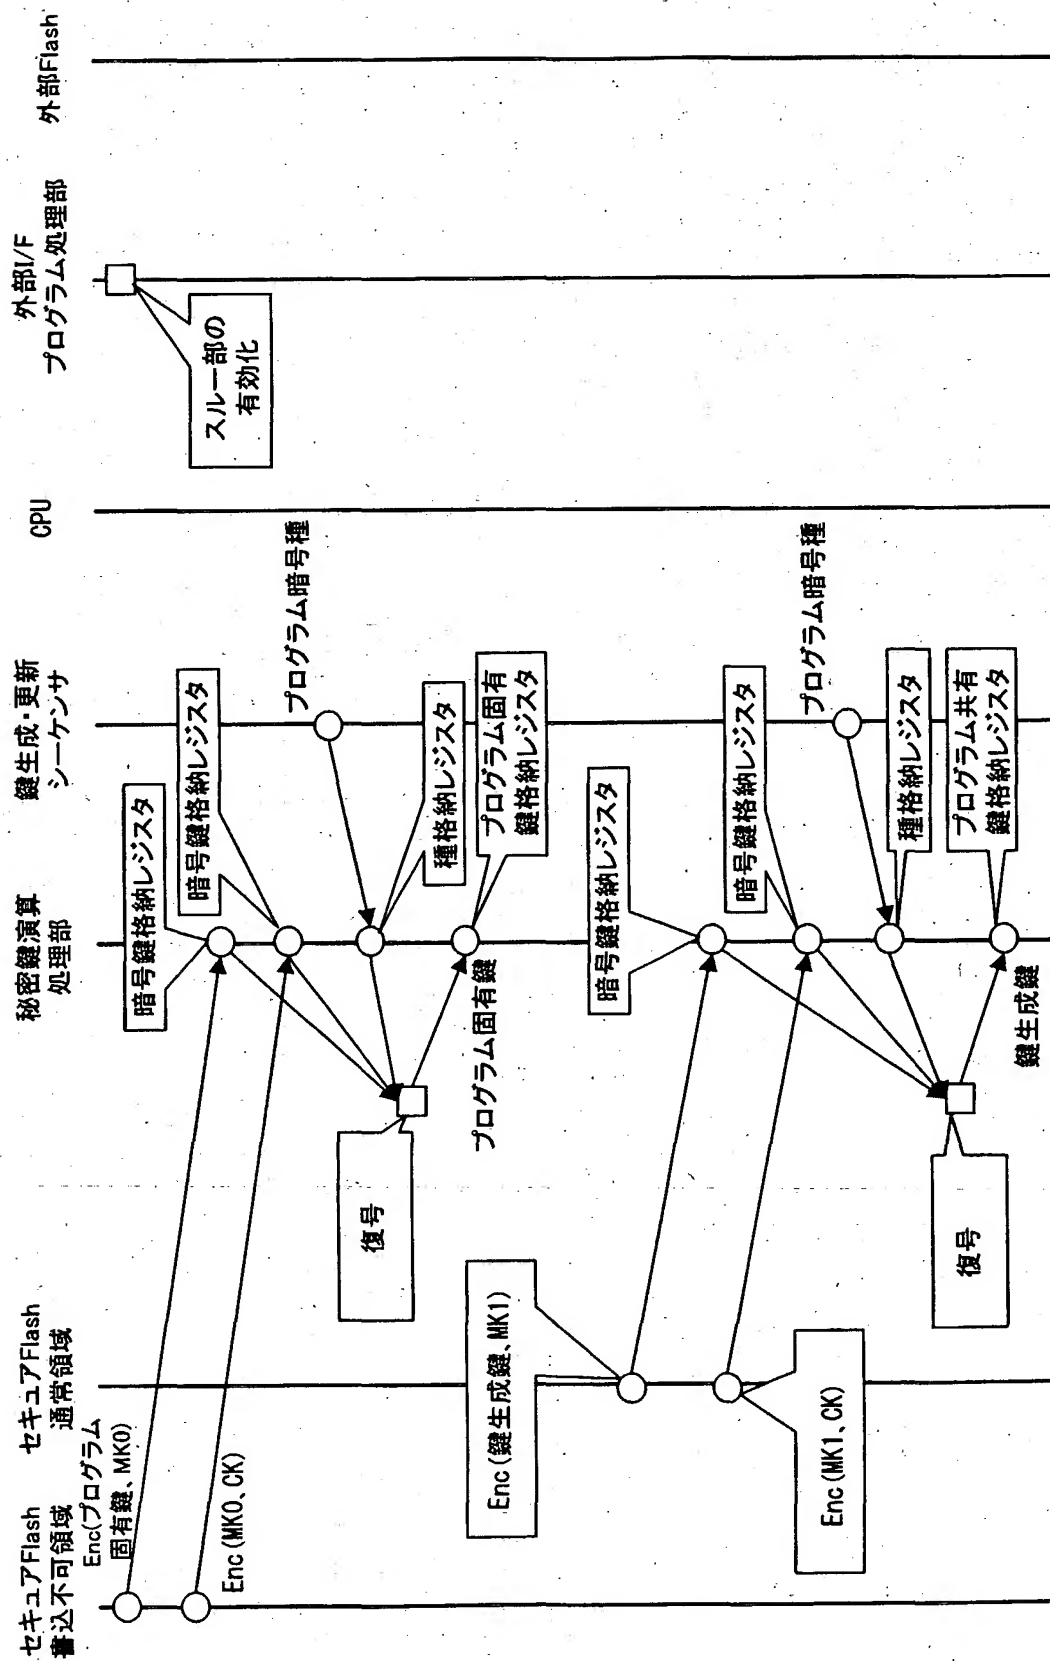 セキュアFlash
書込不可領域
セキュアFlash
通常領域
秘密鍵演算
処理部
鍵生成・更新
シーケンサ
CPU
外部I/F
プログラム処理部
外部Flash
Enc(プログラム
固有鍵、MK0)
Enc(MK0、CK)
スルー部の
有効化
暗号鍵格納レジスタ
暗号鍵格納レジスタ
プログラム暗号種
種格納レジスタ
復号
プログラム固有
鍵格納レジスタ
プログラム固有鍵
Enc(鍵生成鍵、MK1)
暗号鍵格納レジスタ
Enc(MK1、CK)
暗号鍵格納レジスタ
プログラム暗号種
種格納レジスタ
復号
プログラム共有
鍵格納レジスタ
鍵生成鍵